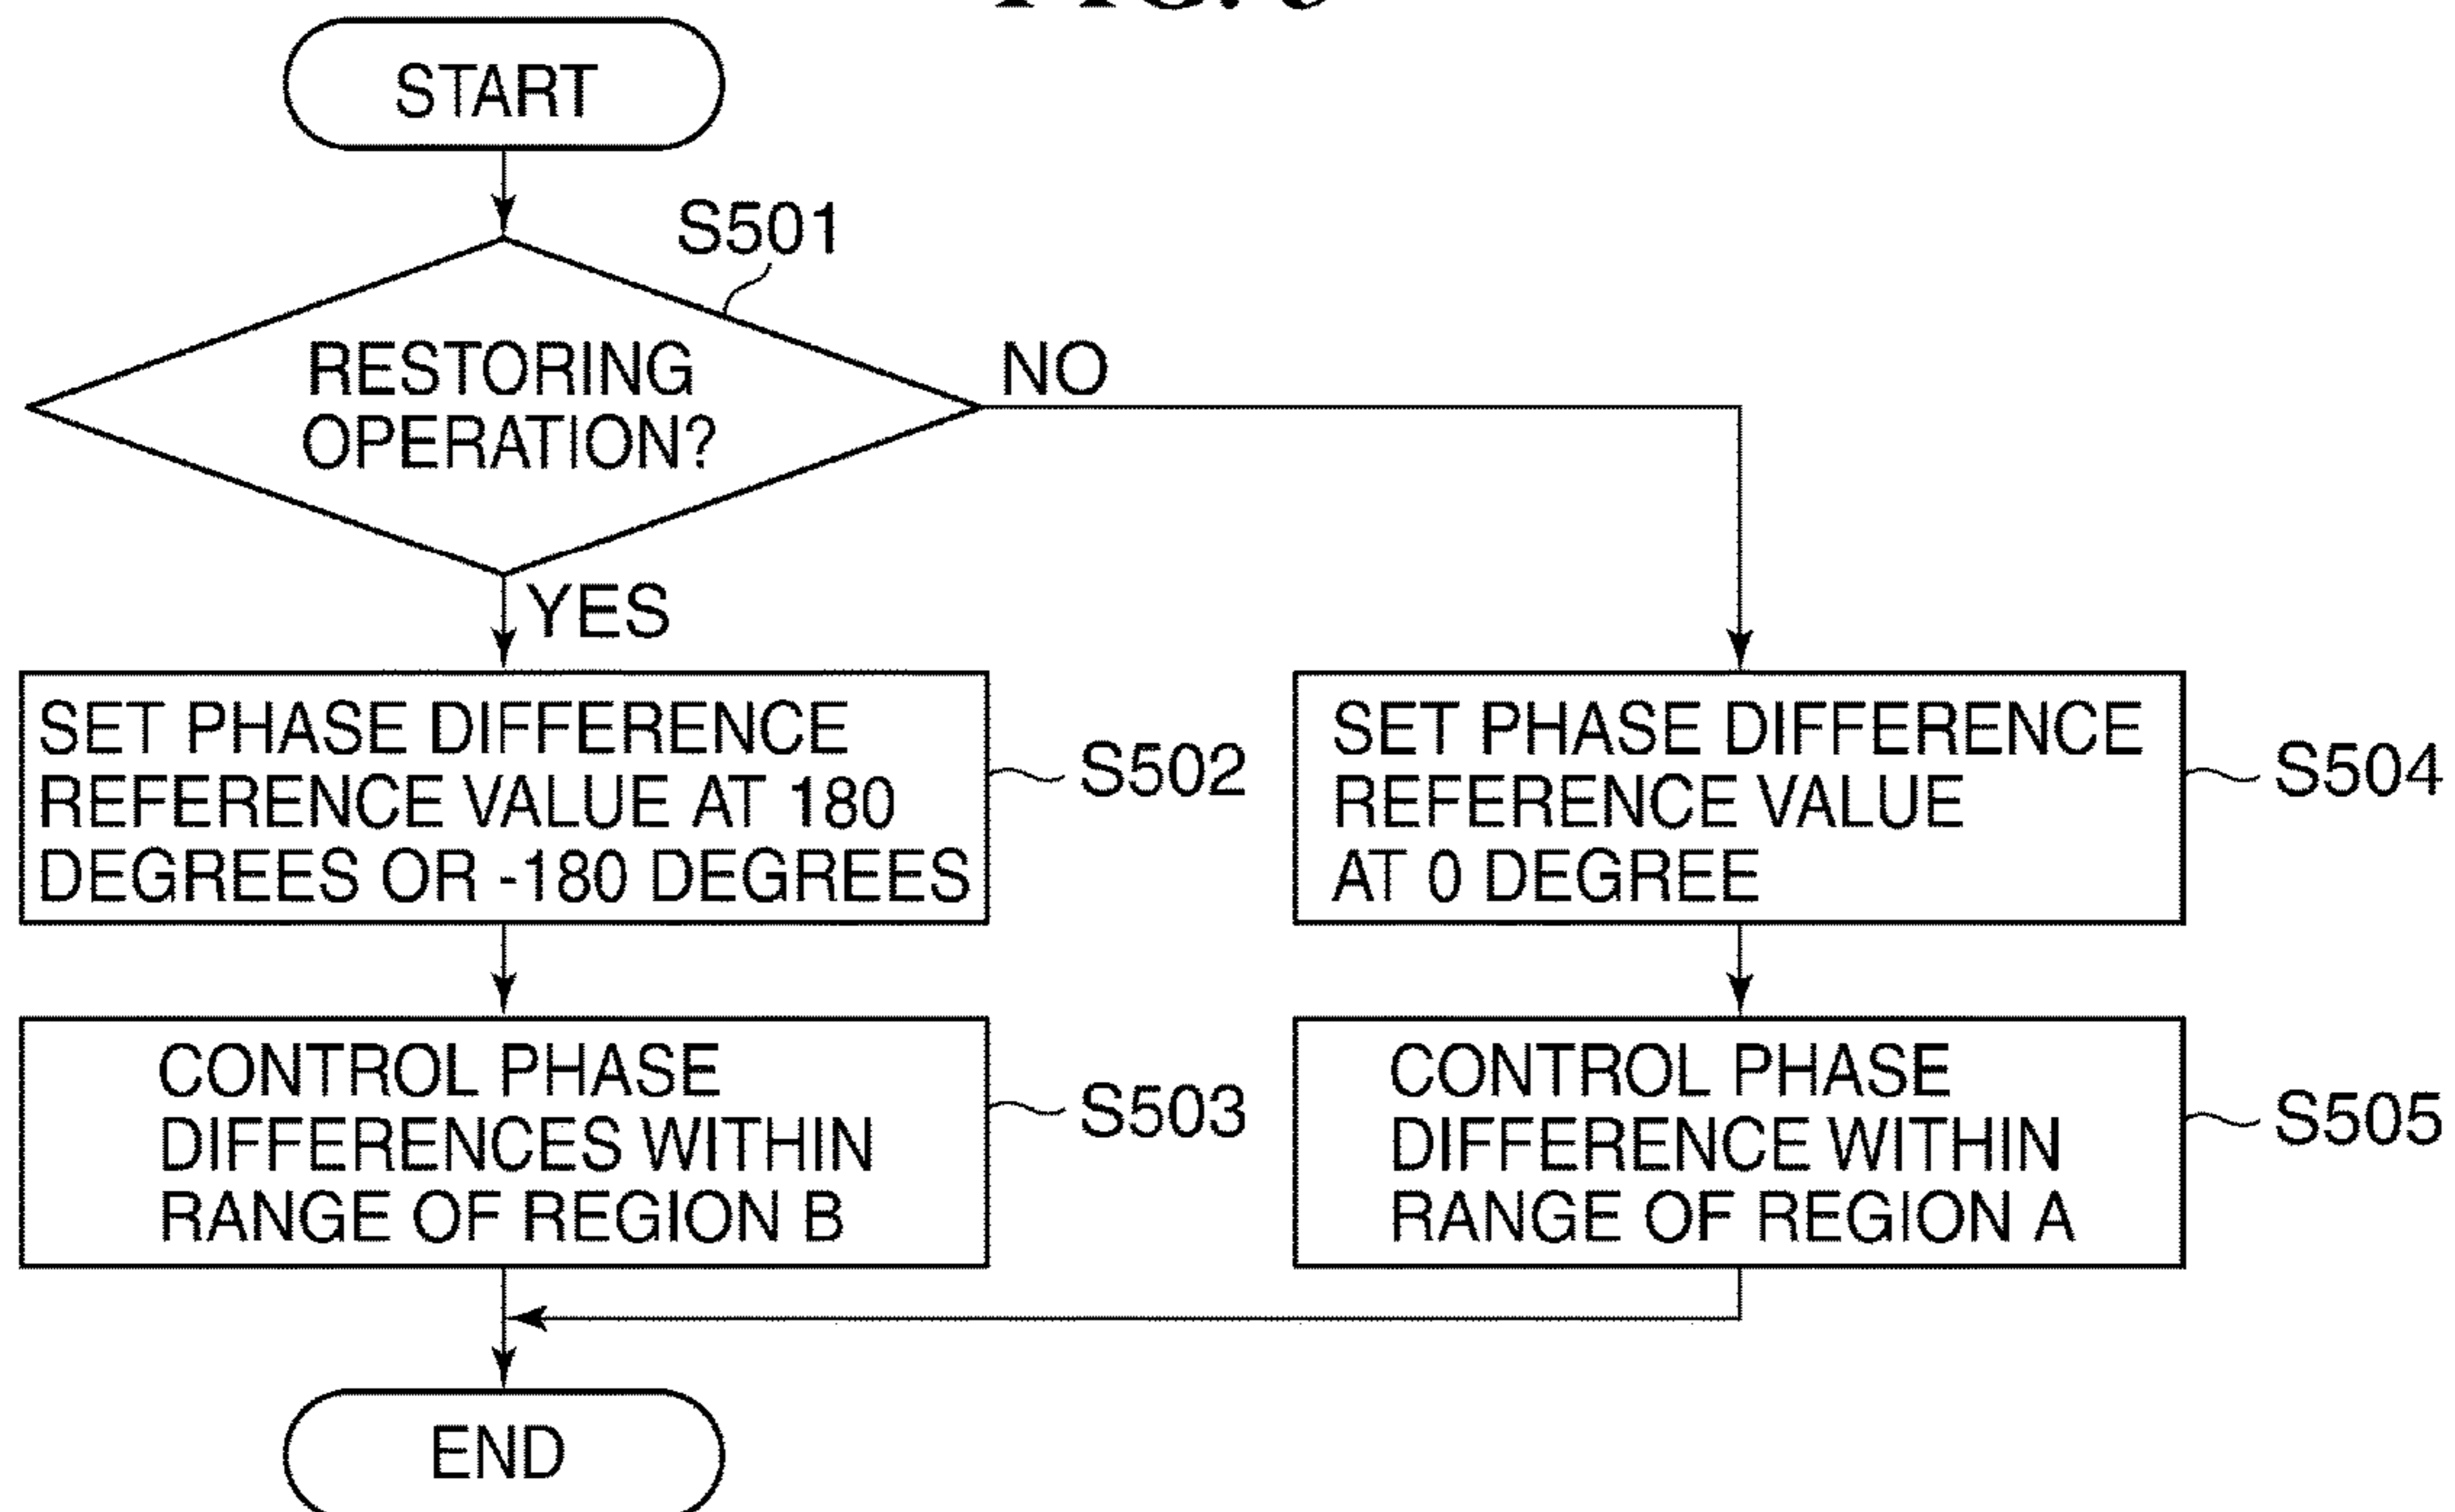 START
S501
RESTORING
OPERATION?
NO
YES
SET PHASE DIFFERENCE
REFERENCE VALUE AT 180
DEGREES OR -180 DEGREES
S502
SET PHASE DIFFERENCE
REFERENCE VALUE
AT 0 DEGREE
S504
CONTROL PHASE
DIFFERENCES WITHIN
RANGE OF REGION B
S503
CONTROL PHASE
DIFFERENCE WITHIN
RANGE OF REGION A
S505
END